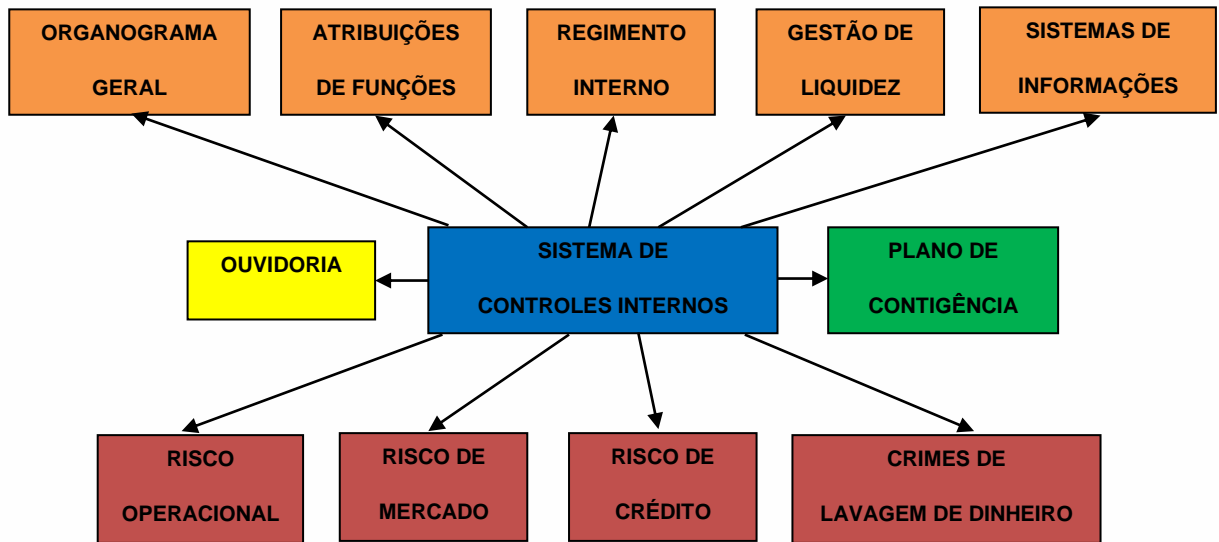 ORGANOGRAMA
GERAL
ATRIBUIÇÕES
DE FUNÇÕES
REGIMENTO
INTERNO
GESTÃO DE
LIQUIDEZ
SISTEMAS DE
INFORMAÇÕES
OUVIDORIA
SISTEMA DE
CONTROLES INTERNOS
PLANO DE
CONTIGÊNCIA
RISCO
OPERACIONAL
RISCO DE
MERCADO
RISCO DE
CRÉDITO
CRIMES DE
LAVAGEM DE DINHEIRO